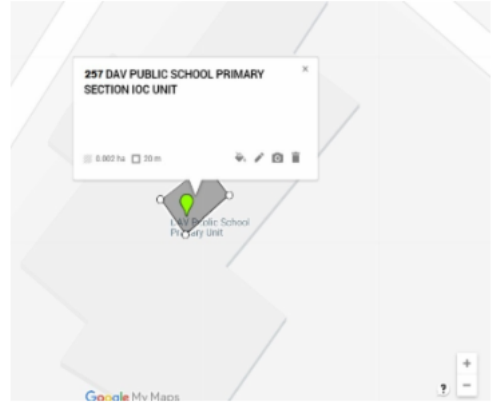 257 DAV PUBLIC SCHOOL PRIMARY
SECTION IOC UNIT
0.002 ha 20 m
DAV Public School
Primary Unit
Google My Maps
+
?
−